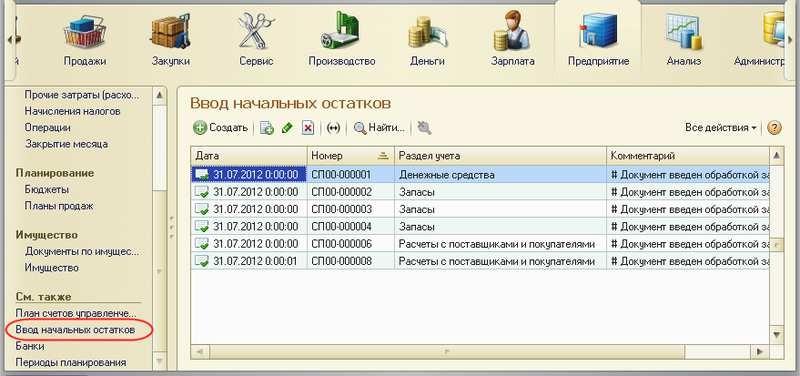 й Продажи Закупки Сервис Производство Деньги Зарплата Предприятие Анализ Администр
Прочие затраты (расхо...
Начисления налогов
Операции
Закрытие месяца
Планирование
Бюджеты
Планы продаж
Имущество
Документы по имущес...
Имущество
См. также
План счетов управленче...
Ввод начальных остатков
Банки
Периоды планирования
Ввод начальных остатков
Создать Найти... Все действия
Дата Номер Раздел учета Комментарий
31.07.2012 0:00:00 СП00-000001 Денежные средства # Документ введен обработкой за
31.07.2012 0:00:00 СП00-000002 Запасы # Документ введен обработкой за
31.07.2012 0:00:00 СП00-000003 Запасы # Документ введен обработкой за
31.07.2012 0:00:00 СП00-000004 Запасы # Документ введен обработкой за
31.07.2012 0:00:00 СП00-000006 Расчеты с поставщиками и покупателями # Документ введен обработкой за
31.07.2012 0:00:01 СП00-000008 Расчеты с поставщиками и покупателями # Документ введен обработкой за